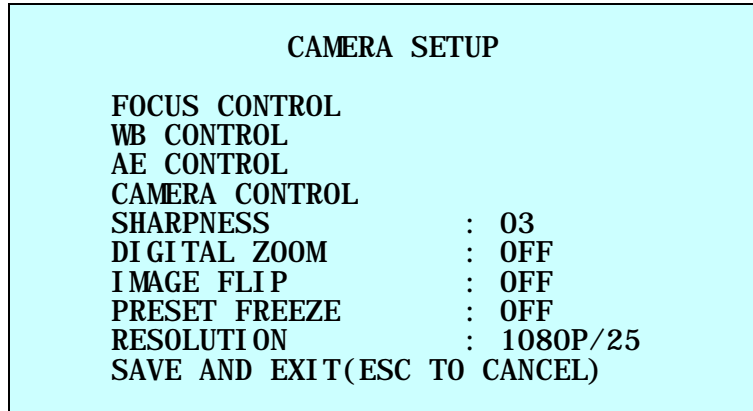 CAMERA SETUP
FOCUS CONTROL
WB CONTROL
AE CONTROL
CAMERA CONTROL
SHARPNESS : 03
DIGITAL ZOOM : OFF
IMAGE FLIP : OFF
PRESET FREEZE : OFF
RESOLUTION : 1080P/25
SAVE AND EXIT(ESC TO CANCEL)